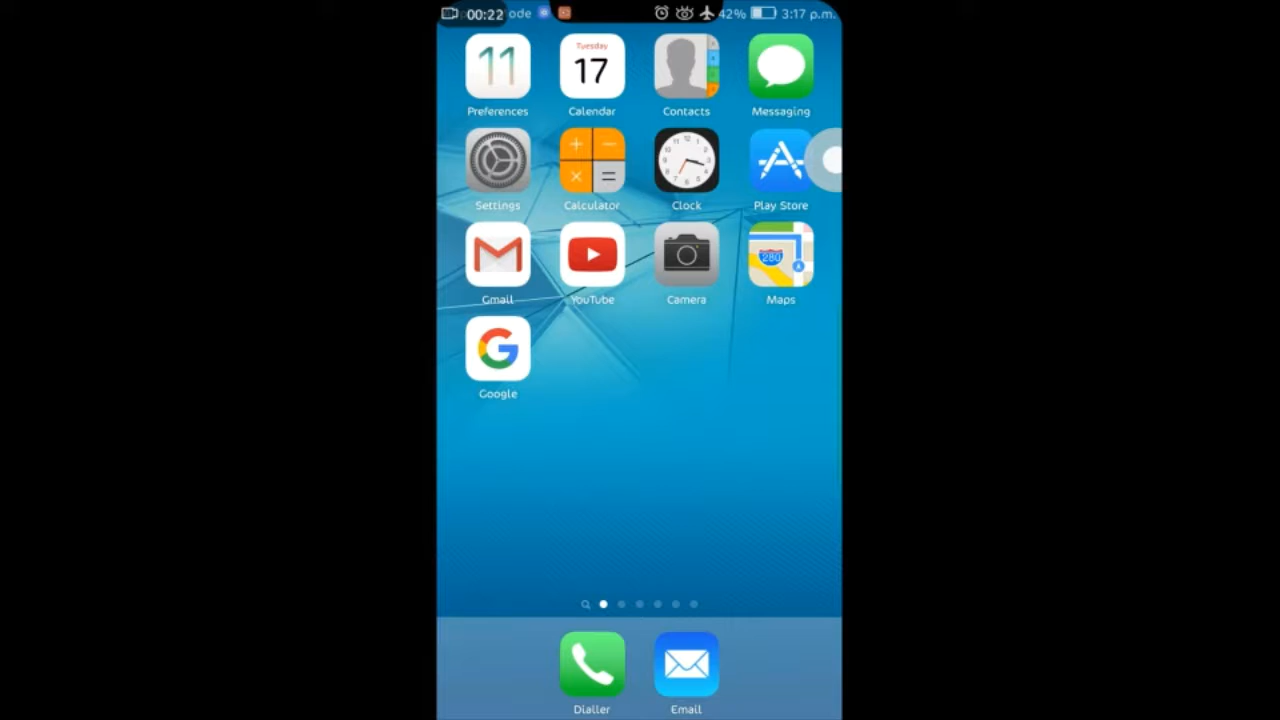 00:22 ode 42% 3:17 p.m.
11
Tuesday
17
Preferences Calendar Contacts Messaging
Settings Calculator Clock Play Store
280
Gmail YouTube Camera Maps
Google
Dialler Email